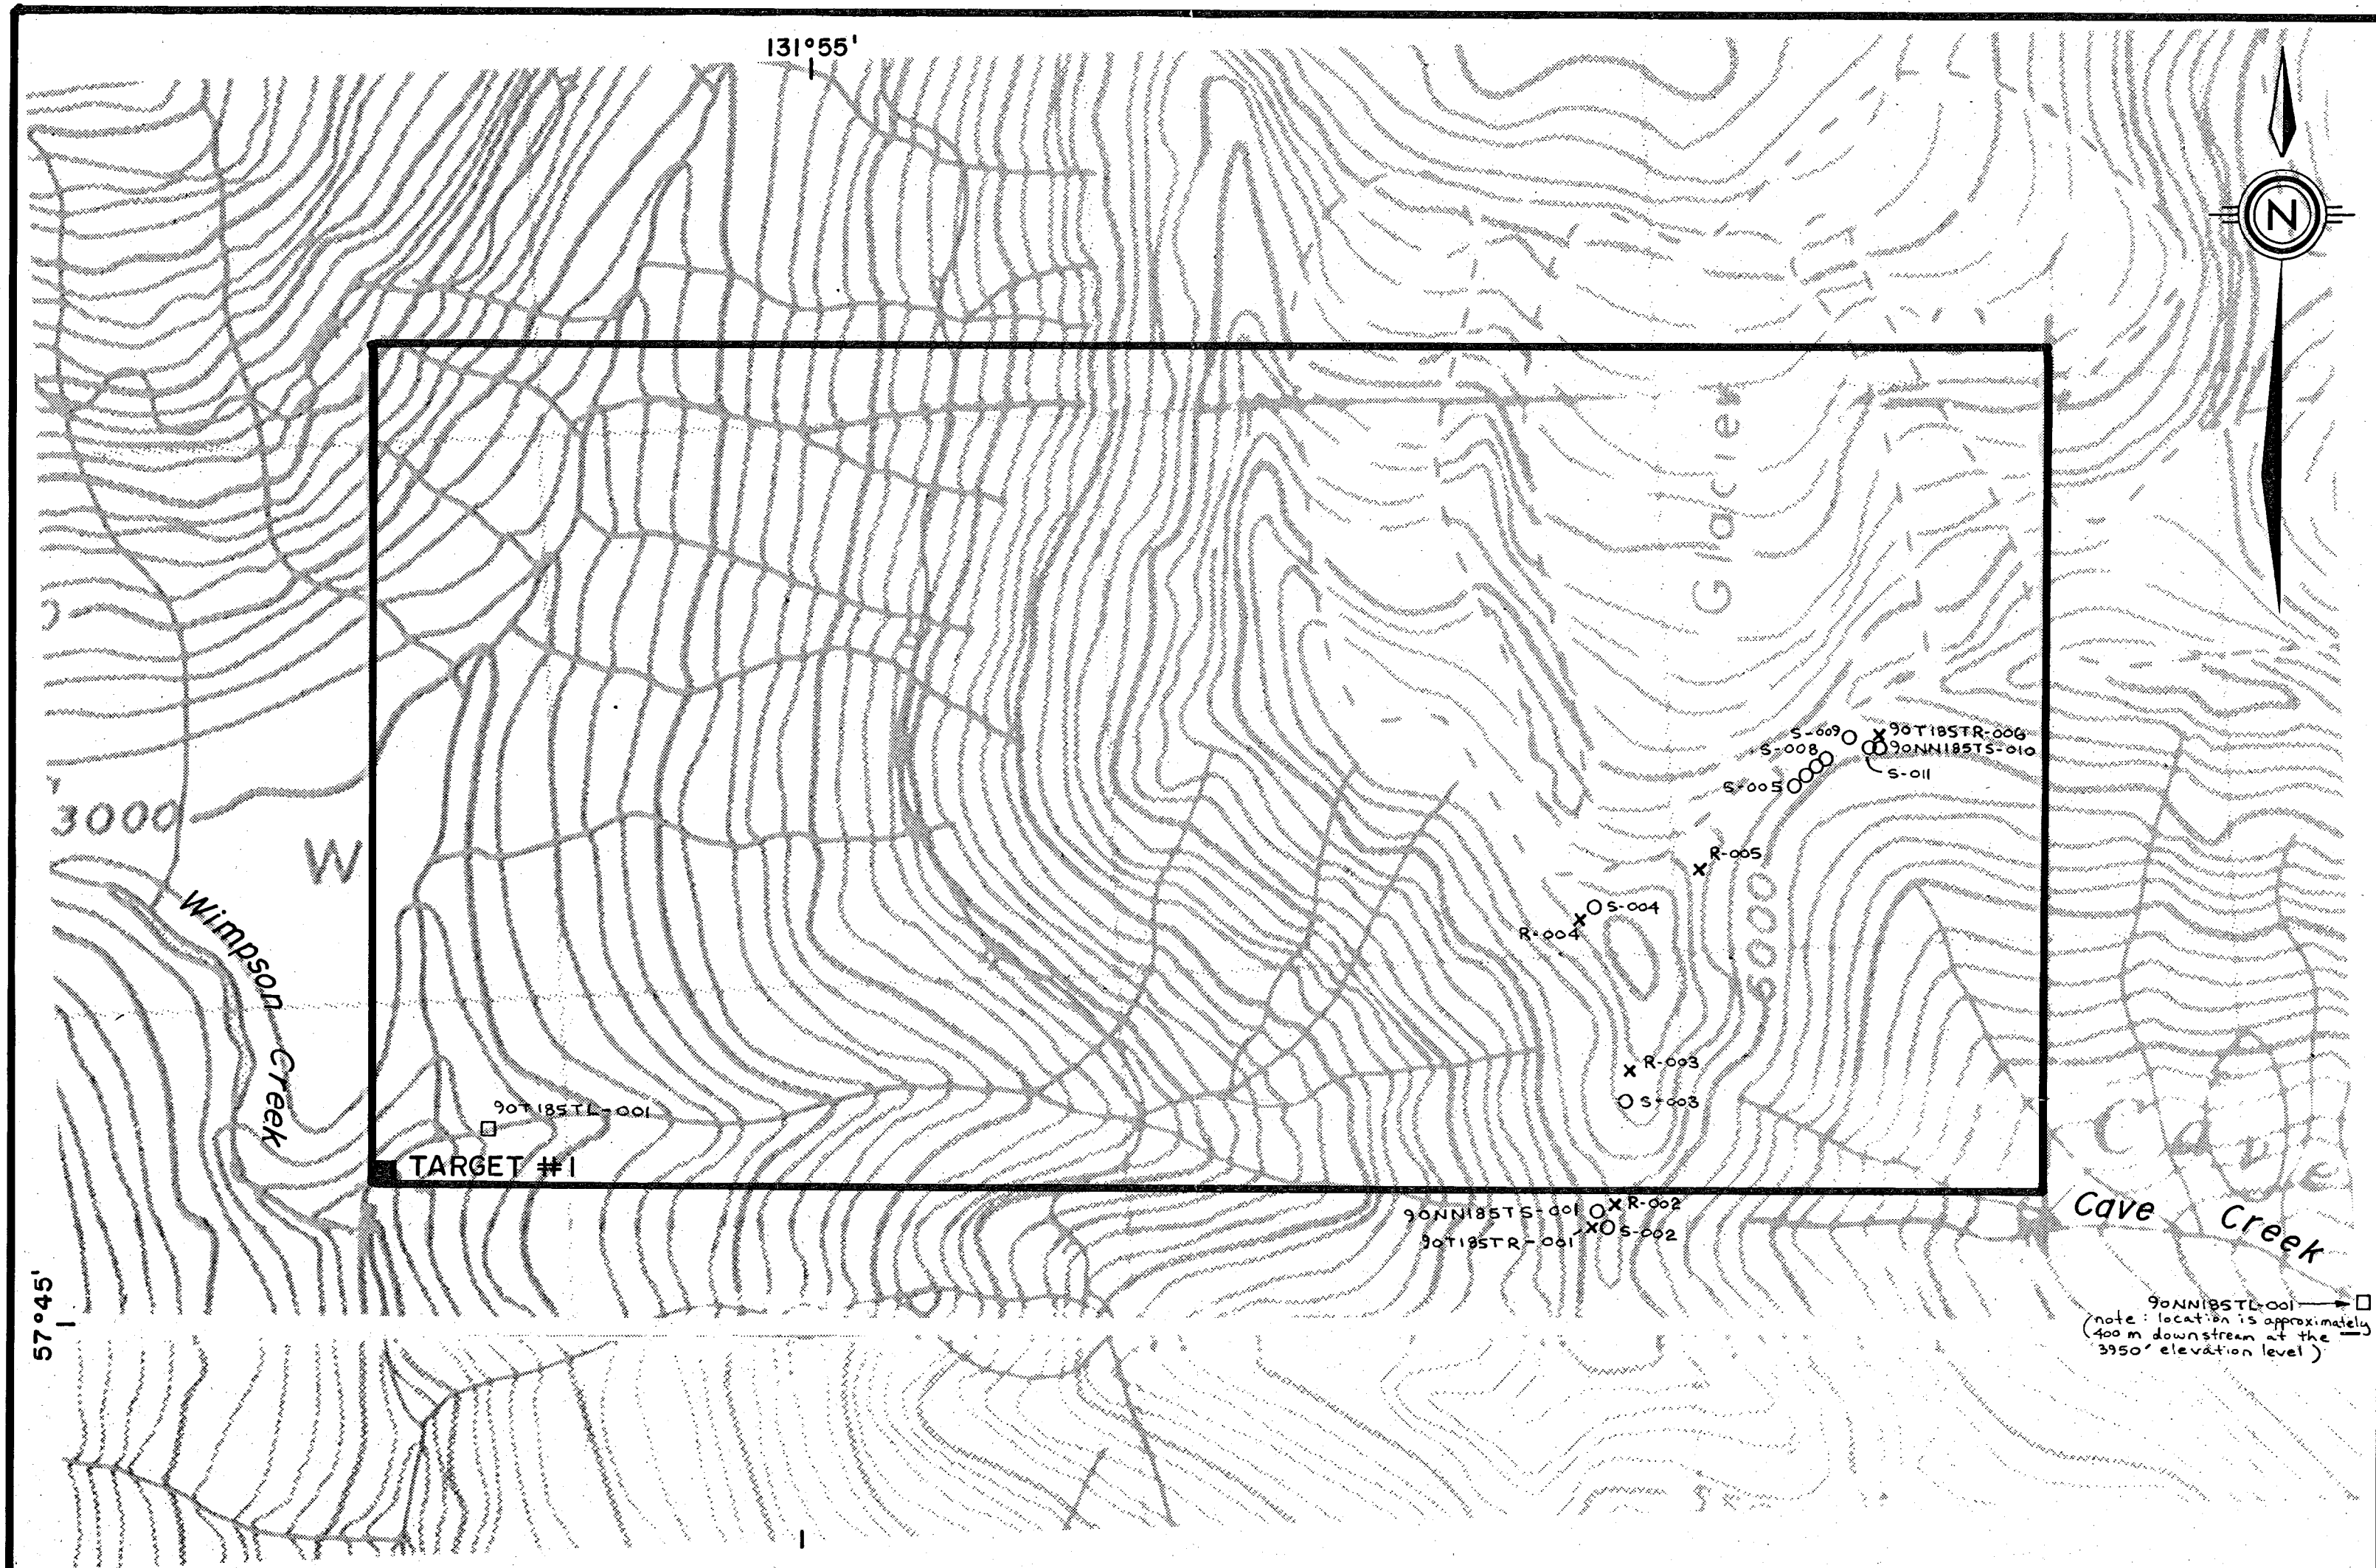 131°55'
N
Glacier
S-009
90T185TR-006
S-008
90NN185TS-010
S-011
S-005
3000
W
R-005
5000
Wimpson Creek
S-004
R-004
R-003
S-003
90T185TL-001
TARGET #1
Cave
Cave Creek
90NN185TS-001
R-002
S-002
90T185TR-001
57°45'
90NN185TL-001
(note : location is approximately
400 m downstream at the
3950' elevation level)